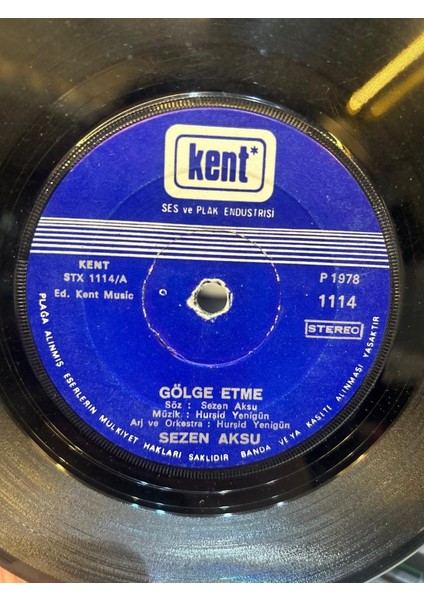 kent*
SES ve PLAK ENDUSTRİSİ
KENT
STX 1114/A
Ed. Kent Music
P 1978
1114
STEREO
GÖLGE ETME
Söz : Sezen Aksu
Müzik : Hurşid Yenigün
Arj ve Orkestra : Hurşid Yenigün
SEZEN AKSU
PLAĞA ALINMIŞ ESERLERİN MÜLKİYET HAKLARI SAKLIDIR BANDA VEYA KASITI ALINMASI YASAKTIR